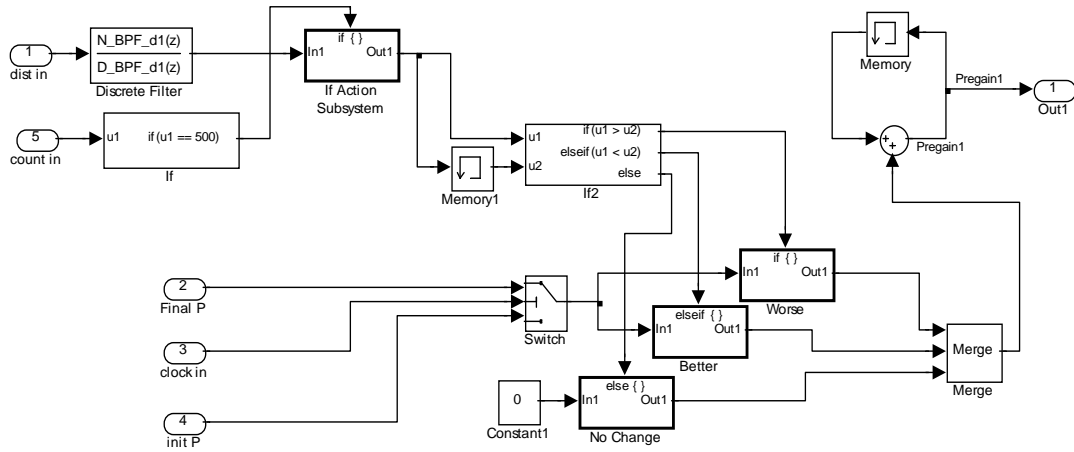 1
dist in
N_BPF_d1(z)
D_BPF_d1(z)
Discrete Filter
if { }
In1
Out1
If Action
Subsystem
5
count in
u1
if(u1 == 500)
If
Memory1
u1
u2
if(u1 > u2)
elseif(u1 < u2)
else
If2
Memory
Pregain1
1
Out1
+
+
Pregain1
2
Final P
3
clock in
4
init P
Switch
if { }
In1
Out1
Worse
elseif { }
In1
Out1
Better
0
Constant1
else { }
In1
Out1
No Change
Merge
Merge